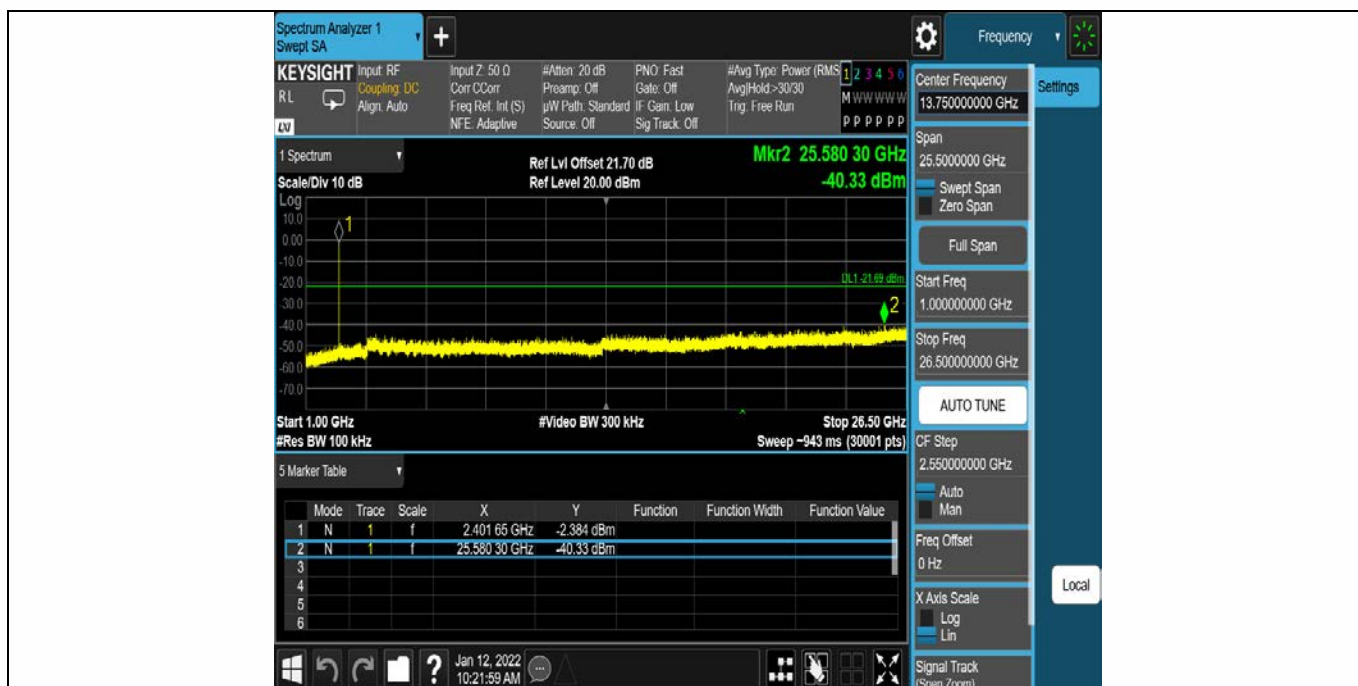 Spectrum Analyzer 1
Swept SA
+
Frequency
KEYSIGHT
RL
LXI
Input: RF
Coupling: DC
Align: Auto
Input Z: 50 Ω
Corr CCorr
Freq Ref: Int (S)
NFE: Adaptive
#Atten: 20 dB
Preamp: Off
µW Path: Standard
Source: Off
PNO: Fast
Gate: Off
IF Gain: Low
Sig Track: Off
#Avg Type: Power (RMS
Avg|Hold:>30/30
Trig: Free Run
1 2 3 4 5 6
M W W W W W
P P P P P P
1 Spectrum
Scale/Div 10 dB
Ref Lvl Offset 21.70 dB
Ref Level 20.00 dBm
Mkr2 25.580 30 GHz
-40.33 dBm
Log
10.0
0.00
-10.0
-20.0
-30.0
-40.0
-50.0
-60.0
-70.0
1
DL1 -21.69 dBm
2
Start 1.00 GHz
#Res BW 100 kHz
#Video BW 300 kHz
Stop 26.50 GHz
Sweep ~943 ms (30001 pts)
5 Marker Table
Mode Trace Scale X Y Function Function Width Function Value
1 N 1 f 2.401 65 GHz -2.384 dBm
2 N 1 f 25.580 30 GHz -40.33 dBm
3
4
5
6
Jan 12, 2022
10:21:59 AM
Center Frequency
13.75000000 GHz
Settings
Span
25.5000000 GHz
Swept Span
Zero Span
Full Span
Start Freq
1.000000000 GHz
Stop Freq
26.500000000 GHz
AUTO TUNE
CF Step
2.550000000 GHz
Auto
Man
Freq Offset
0 Hz
X Axis Scale
Log
Lin
Local
Signal Track
(Span Zoom)